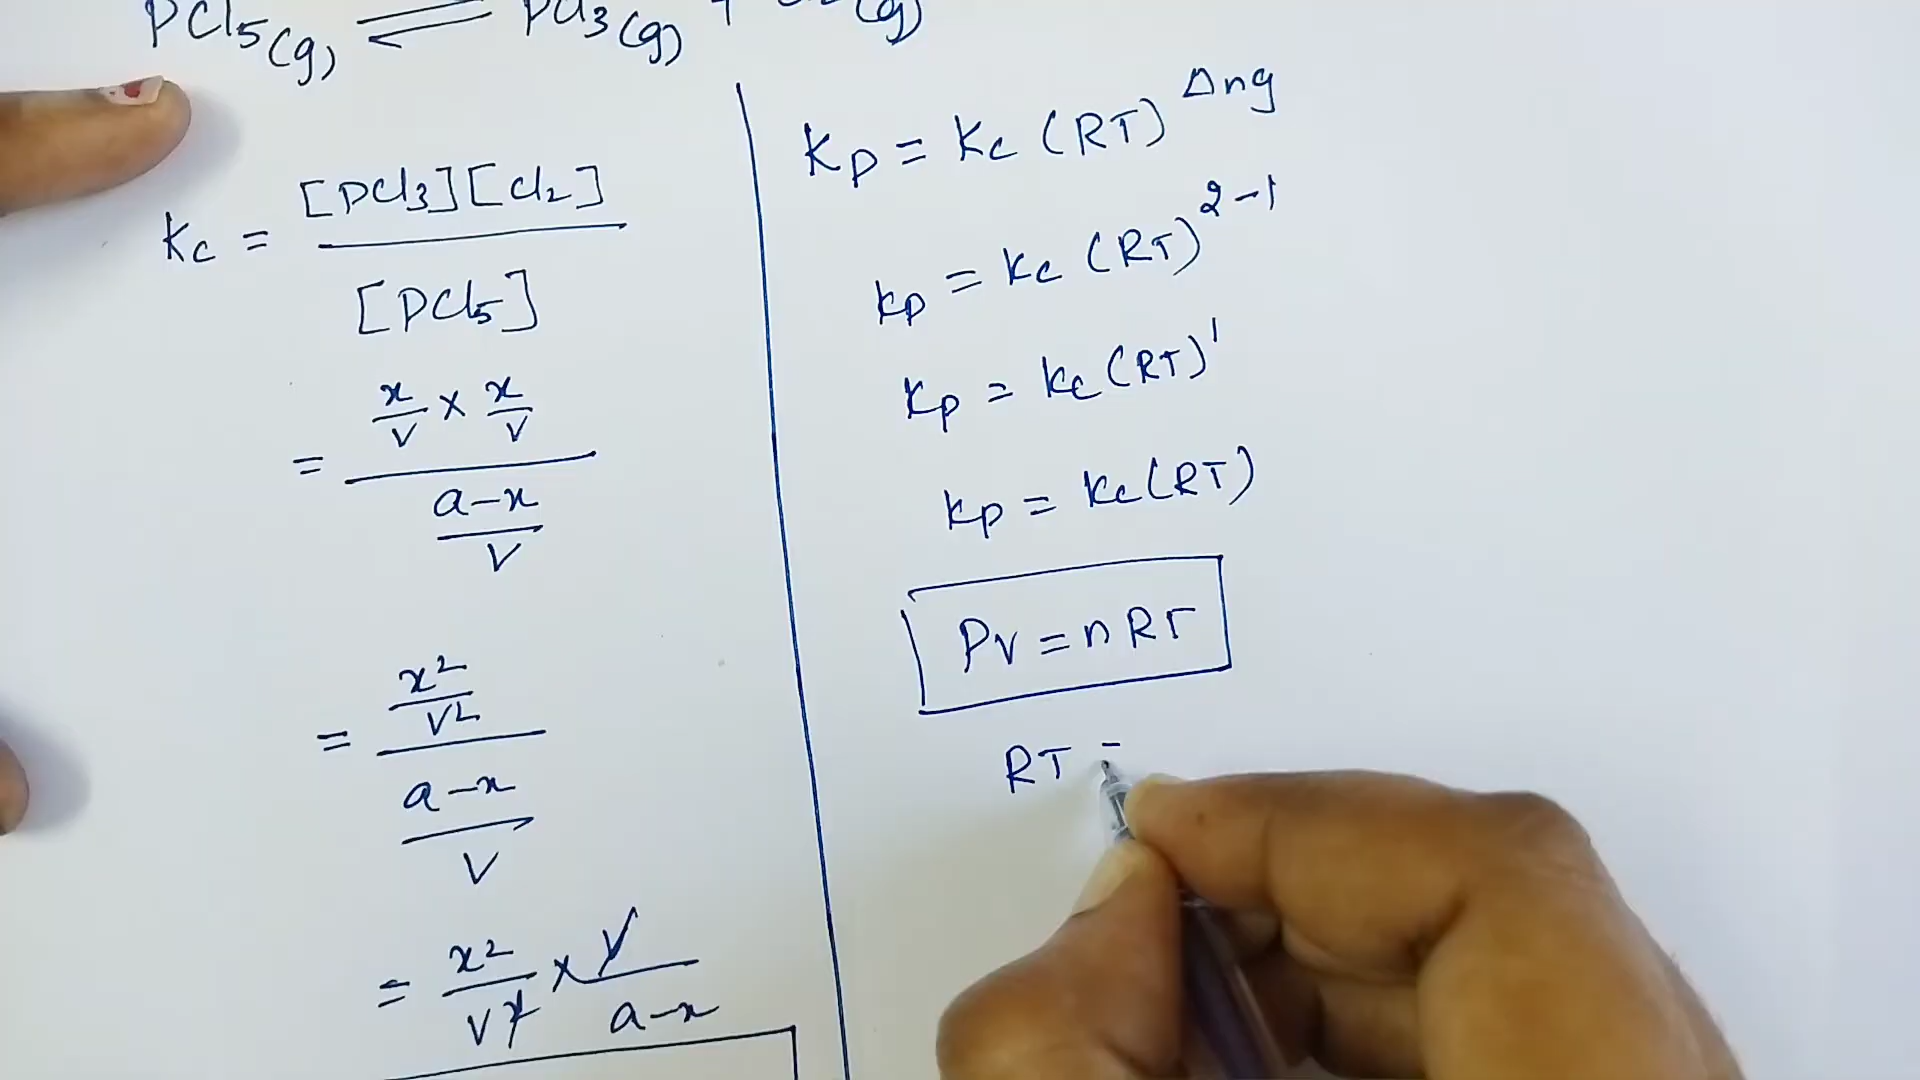 PCl5(g) ⇌ PCl3(g) + (g)
Kc = [PCl3][Cl2]
[PCl5]
= x/V × x/V
a-x
V
= x²/V²
a-x
V
= x²/V² × V/a-x
Kp = Kc (RT)^Δng
Kp = Kc (RT)^2-1
Kp = Kc (RT)^1
Kp = Kc (RT)
PV = nRT
RT =